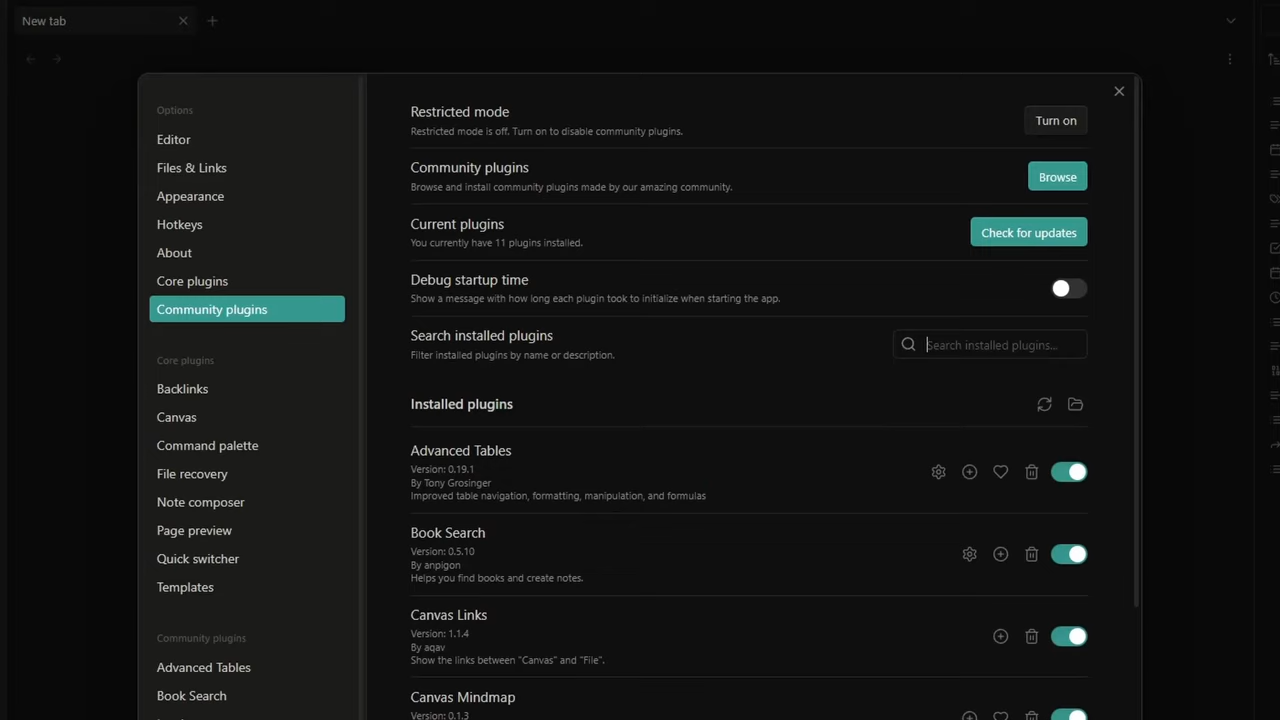 New tab
Options
Editor
Files & Links
Appearance
Hotkeys
About
Core plugins
Community plugins
Core plugins
Backlinks
Canvas
Command palette
File recovery
Note composer
Page preview
Quick switcher
Templates
Community plugins
Advanced Tables
Book Search
Restricted mode
Restricted mode is off. Turn on to disable community plugins.
Turn on
Community plugins
Browse and install community plugins made by our amazing community.
Browse
Current plugins
You currently have 11 plugins installed.
Check for updates
Debug startup time
Show a message with how long each plugin took to initialize when starting the app.
Search installed plugins
Filter installed plugins by name or description.
Search installed plugins...
Installed plugins
Advanced Tables
Version: 0.19.1
By Tony Grosinger
Improved table navigation, formatting, manipulation, and formulas
Book Search
Version: 0.5.10
By anpigon
Helps you find books and create notes.
Canvas Links
Version: 1.1.4
By aqav
Show the links between "Canvas" and "File".
Canvas Mindmap
Version: 0.1.3